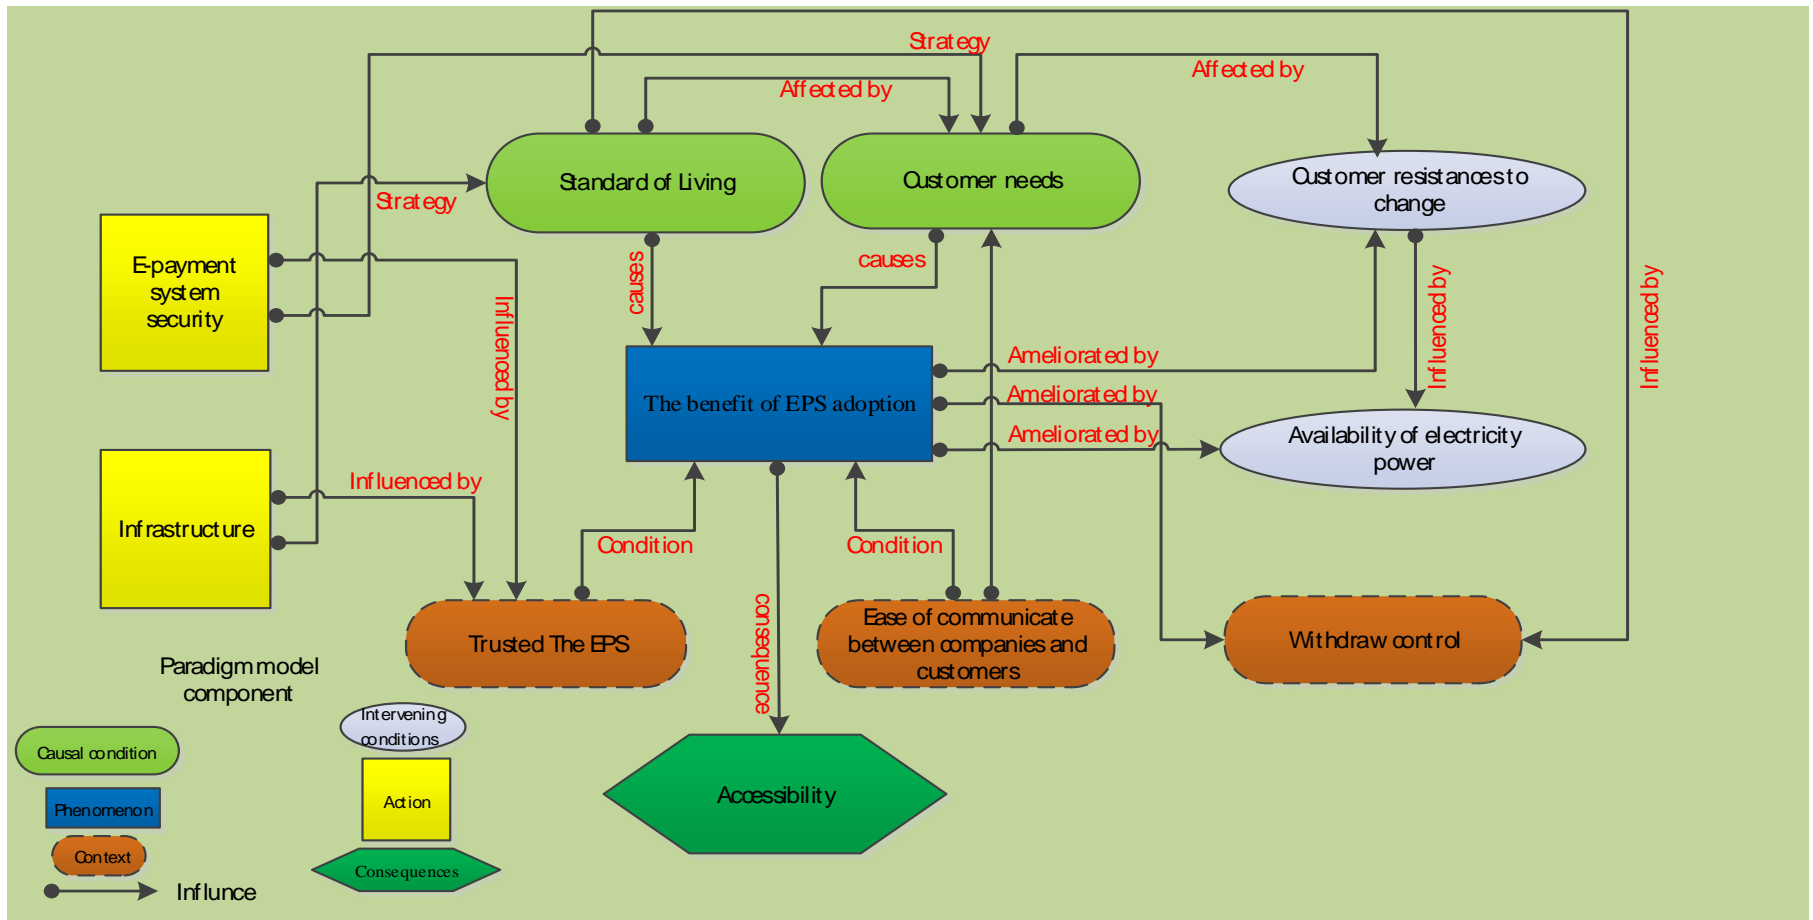 Strategy
Affected by
Affected by
Standard of Living
Customer needs
Customer resistances to
change
Strategy
E-payment
system
security
causes
causes
Influenced by
Influenced by
Influenced by
Ameliorated by
Ameliorated by
Ameliorated by
The benefit of EPS adoption
Availability of electricity
power
Influenced by
Infrastructure
Condition
Condition
consequence
Trusted The EPS
Ease of communicate
between companies and
customers
Withdraw control
Paradigm model
component
Intervening
conditions
Causal condition
Phenomenon
Action
Accessibility
Context
Consequences
Influnce